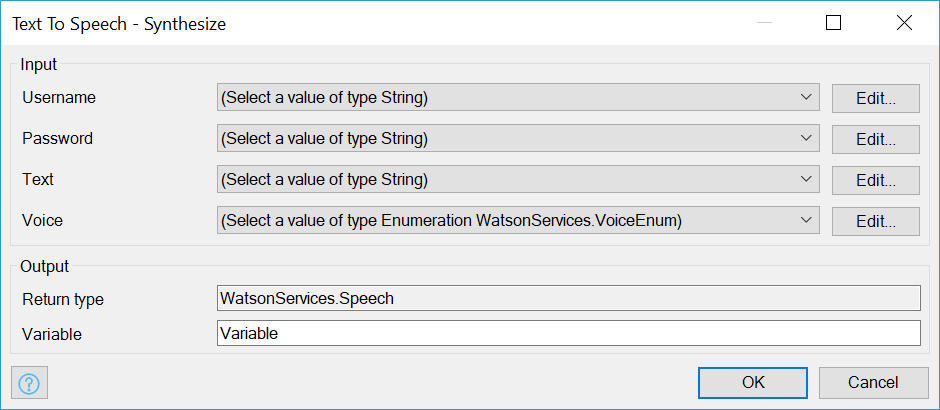 Text To Speech - Synthesize
Input
Username (Select a value of type String) Edit...
Password (Select a value of type String) Edit...
Text (Select a value of type String) Edit...
Voice (Select a value of type Enumeration WatsonServices.VoiceEnum) Edit...
Output
Return type WatsonServices.Speech
Variable Variable
? OK Cancel